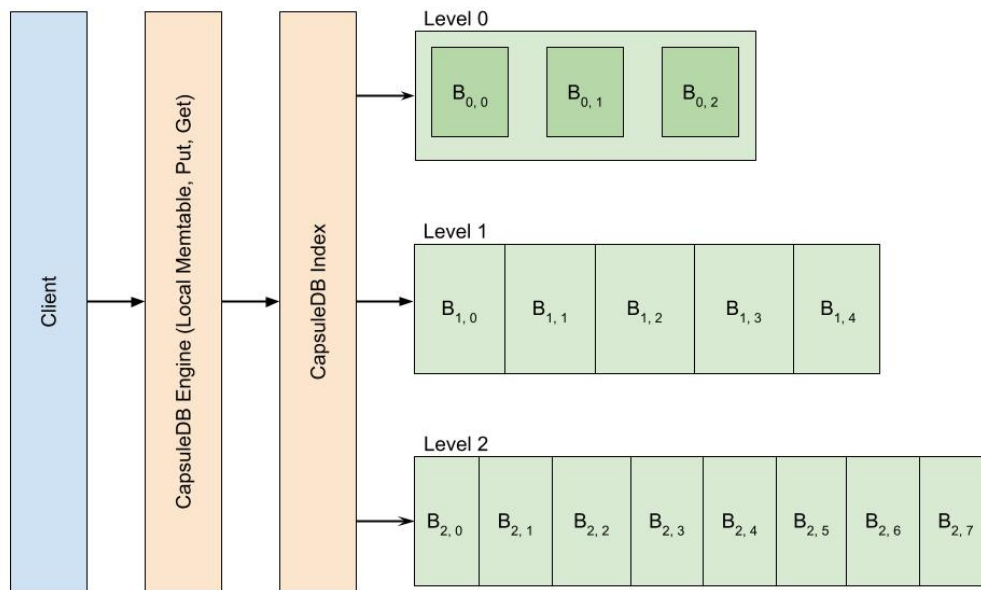 Client
CapsuleDB Engine (Local Memtable, Put, Get)
CapsuleDB Index
Level 0
B0, 0
B0, 1
B0, 2
Level 1
B1, 0
B1, 1
B1, 2
B1, 3
B1, 4
Level 2
B2, 0
B2, 1
B2, 2
B2, 3
B2, 4
B2, 5
B2, 6
B2, 7